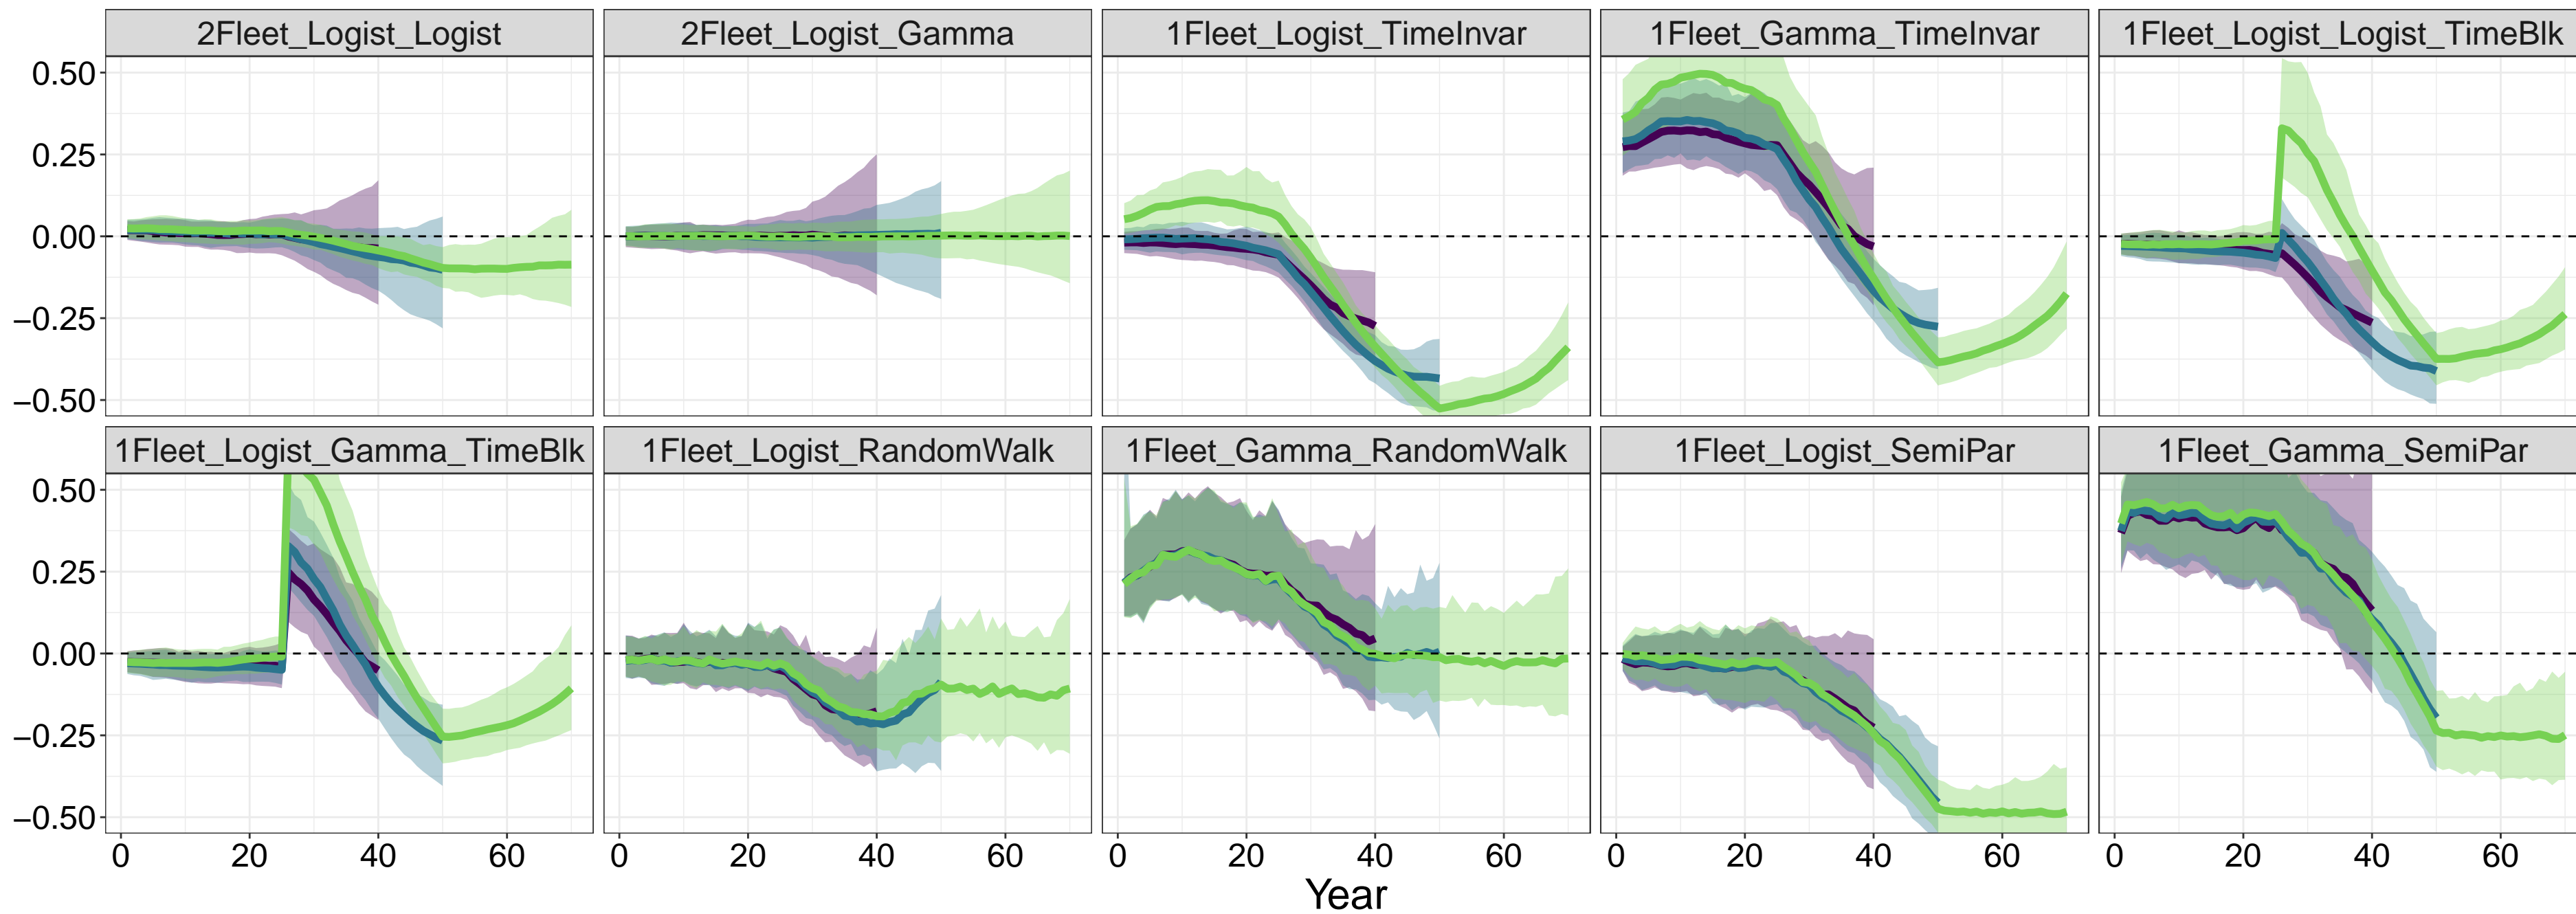 2Fleet_Logist_Logist 2Fleet_Logist_Gamma 1Fleet_Logist_TimeInvar 1Fleet_Gamma_TimeInvar 1Fleet_Logist_Logist_TimeBlk
0.50
0.25
0.00
−0.25
−0.50
1Fleet_Logist_Gamma_TimeBlk 1Fleet_Logist_RandomWalk 1Fleet_Gamma_RandomWalk 1Fleet_Logist_SemiPar 1Fleet_Gamma_SemiPar
0.50
0.25
0.00
−0.25
−0.50
0 20 40 60 0 20 40 60 0 20 40 60 0 20 40 60 0 20 40 60
Year